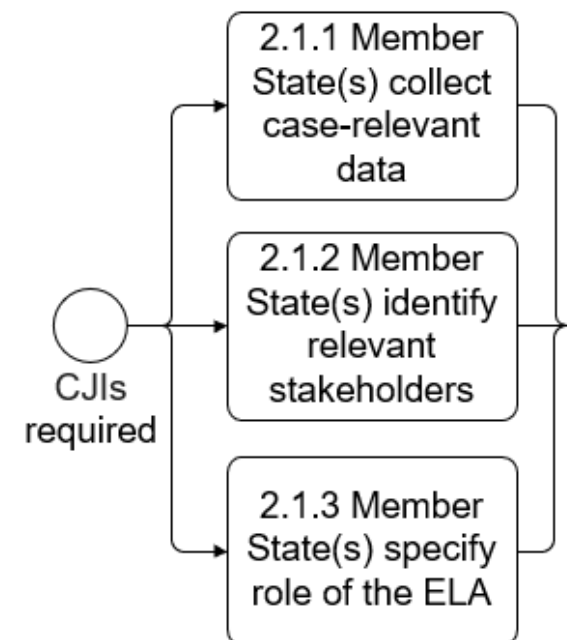 2.1.1 Member
State(s) collect
case-relevant
data
2.1.2 Member
State(s) identify
relevant
stakeholders
CJIs
required
2.1.3 Member
State(s) specify
role of the ELA